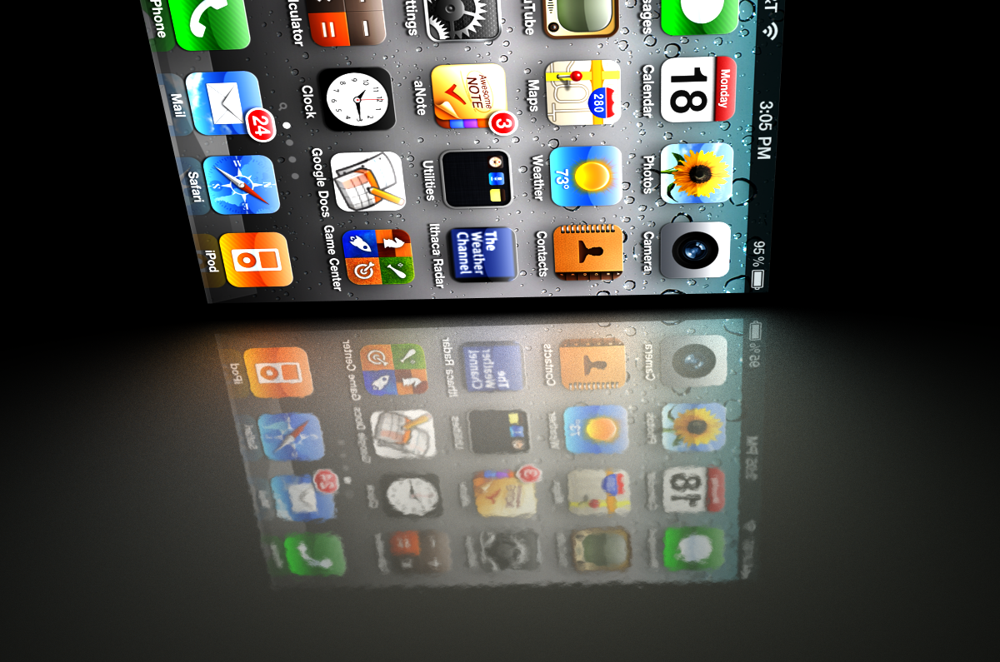 RT 3:05 PM 95%
Monday
18
sages Calendar Photos Camera
280
73°
uTube Maps Weather Contacts
Awesome
NOTE
3
The
Weather
Channel
ttings aNote Utilities Ithaca Radar
lculator Clock Google Docs Game Center
24
Phone Mail Safari iPod